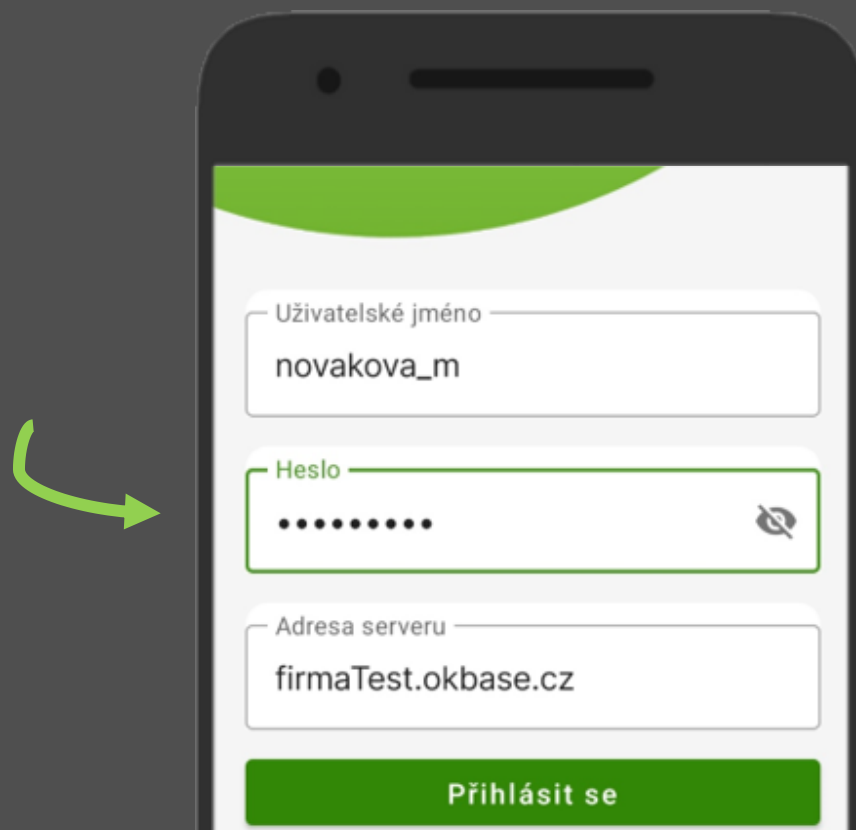 Uživatelské jméno
novakova_m
Heslo
•••••••••
Adresa serveru
firmaTest.okbase.cz
Přihlásit se